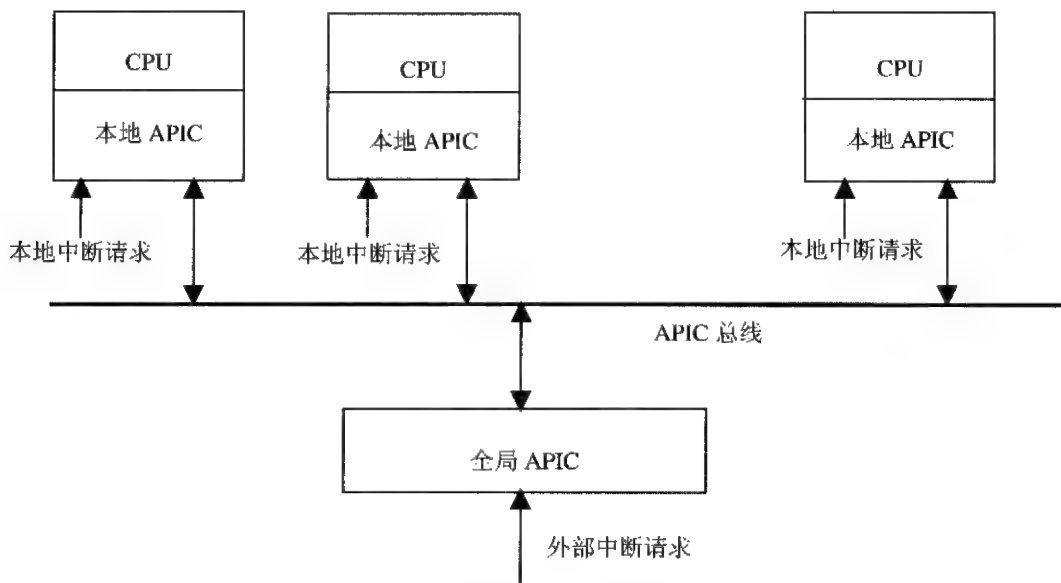 CPU
CPU
CPU
本地 APIC
本地 APIC
本地 APIC
本地中断请求
本地中断请求
本地中断请求
APIC 总线
全局 APIC
外部中断请求